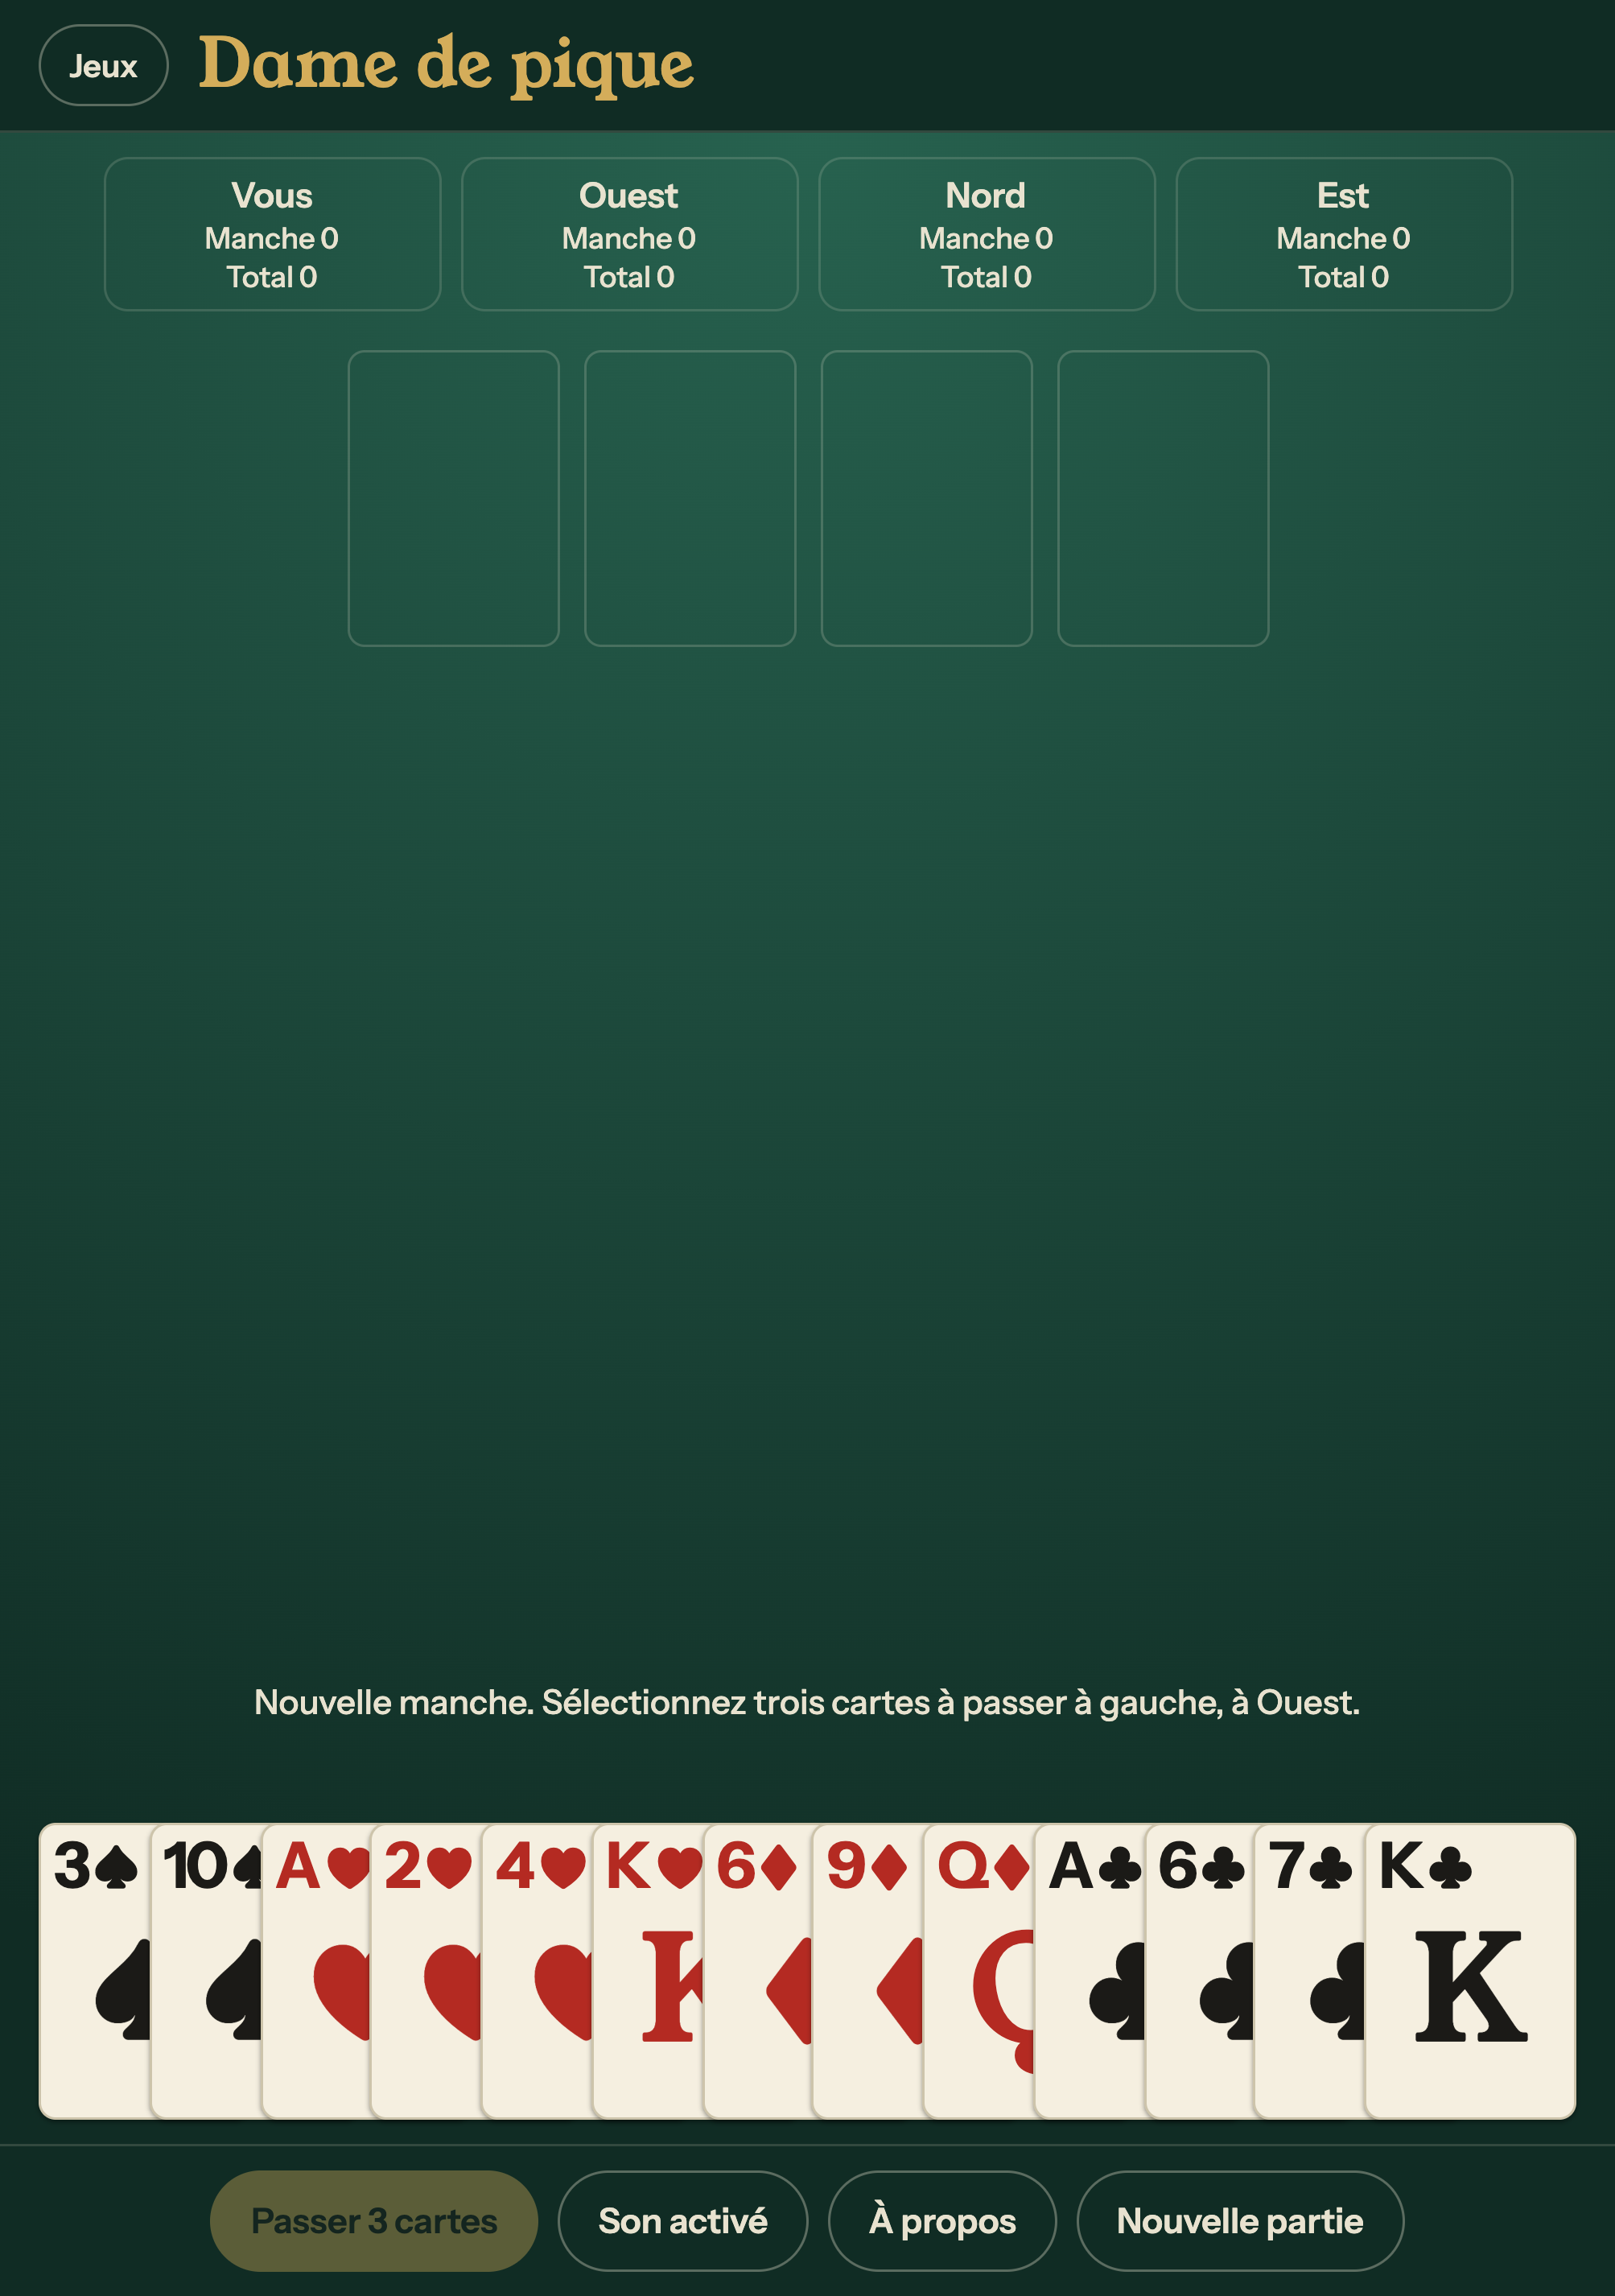 Jeux
Dame de pique
Vous
Manche 0
Total 0
Ouest
Manche 0
Total 0
Nord
Manche 0
Total 0
Est
Manche 0
Total 0
Nouvelle manche. Sélectionnez trois cartes à passer à gauche, à Ouest.
3♠ 10♠ A♥ 2♥ 4♥ K♥ 6♦ 9♦ Q♦ A♣ 6♣ 7♣ K♣
K Q K
Passer 3 cartes
Son activé
À propos
Nouvelle partie